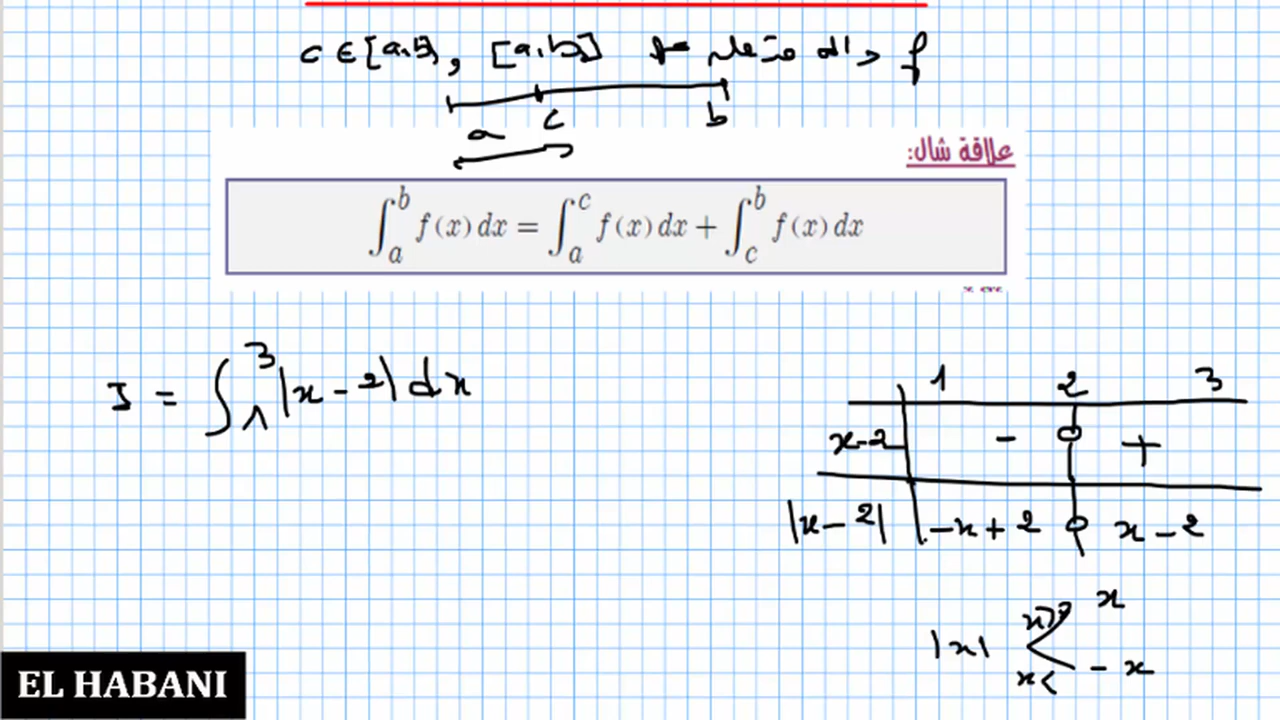 f دالة متصلة على [a,b] , c ∈ [a,b]
a c b
علاقة شال:
∫_a^b f(x) dx = ∫_a^c f(x) dx + ∫_c^b f(x) dx
I = ∫_1^3 |x - 2| dx
1 2 3
x-2 - 0 +
|x-2| -x+2 0 x-2
x
|x| x≥
x< -x
EL HABANI